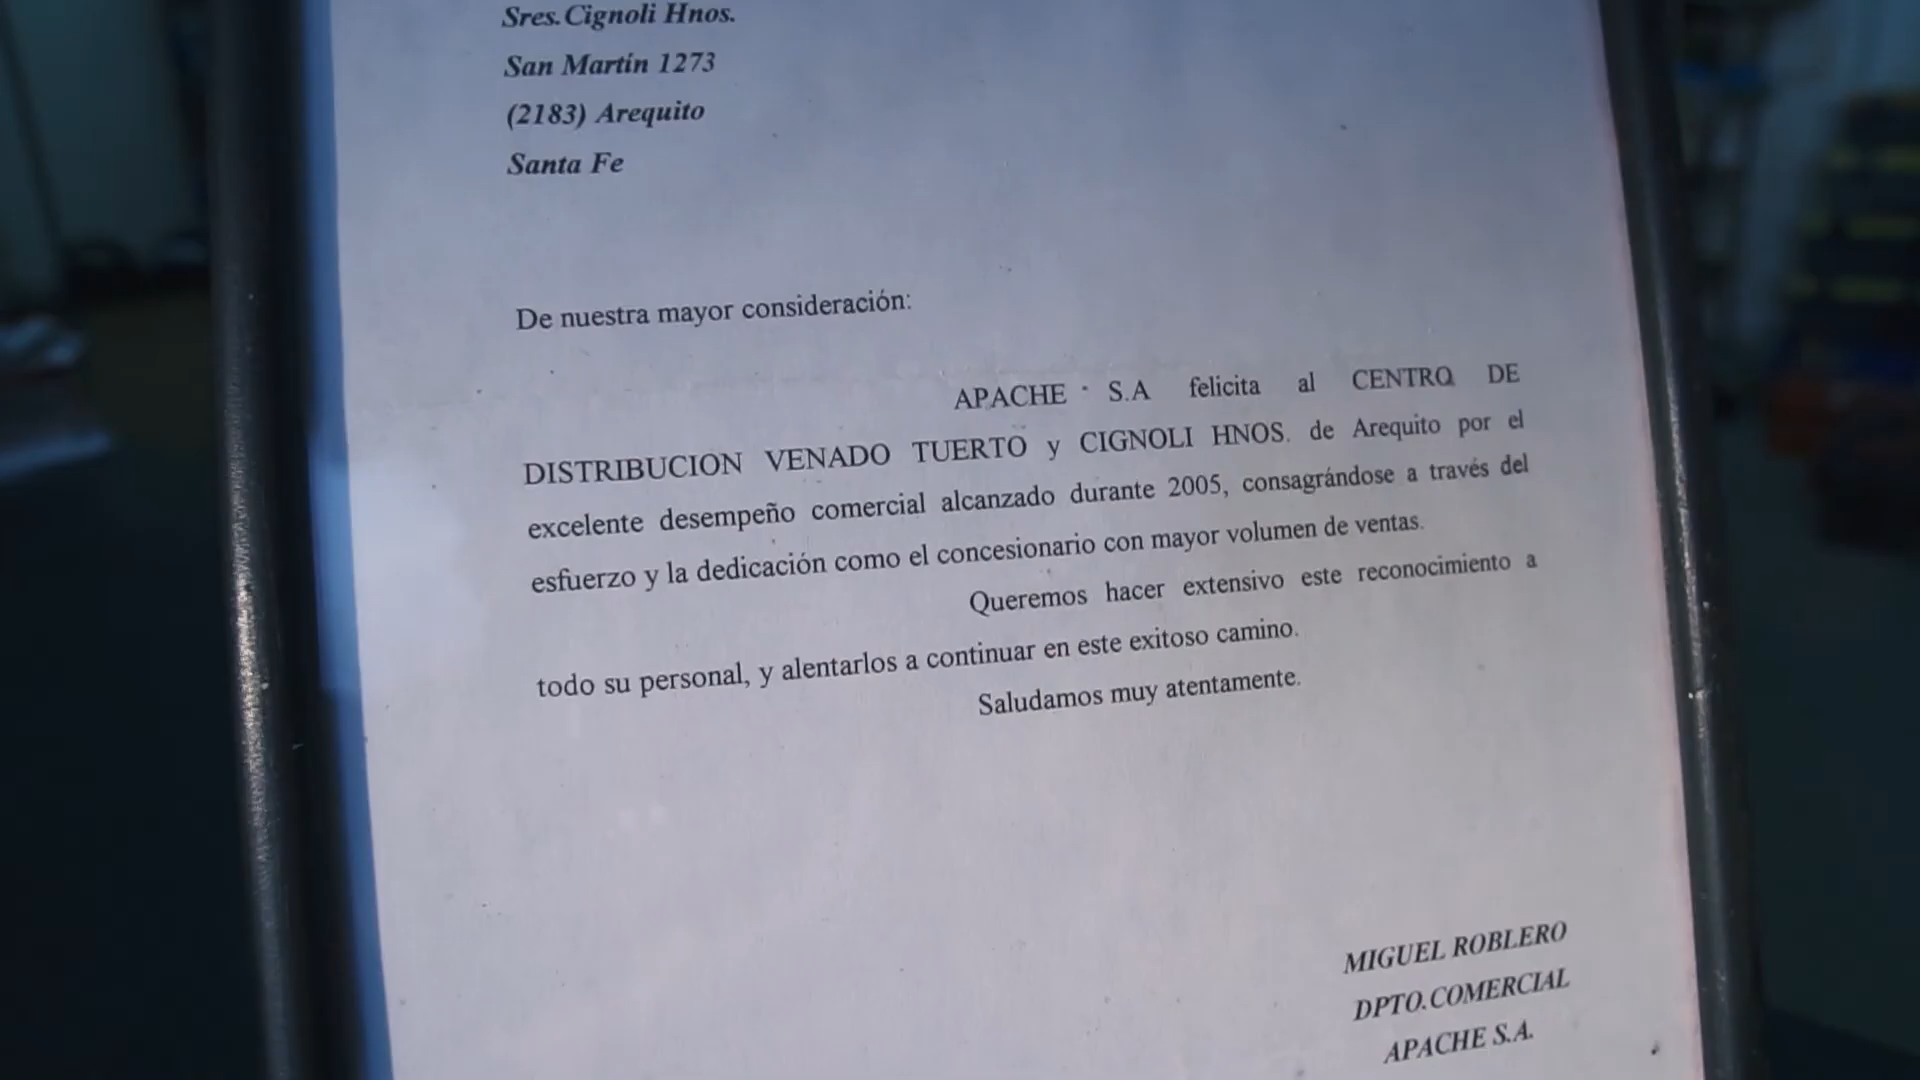 Sres. Cignoli Hnos.
San Martín 1273
(2183) Arequito
Santa Fe
De nuestra mayor consideración:
APACHE S.A felicita al CENTRO DE
DISTRIBUCION VENADO TUERTO y CIGNOLI HNOS. de Arequito por el
excelente desempeño comercial alcanzado durante 2005, consagrándose a través del
esfuerzo y la dedicación como el concesionario con mayor volumen de ventas.
Queremos hacer extensivo este reconocimiento a
todo su personal, y alentarlos a continuar en este exitoso camino.
Saludamos muy atentamente.
MIGUEL ROBLERO
DPTO.COMERCIAL
APACHE S.A.